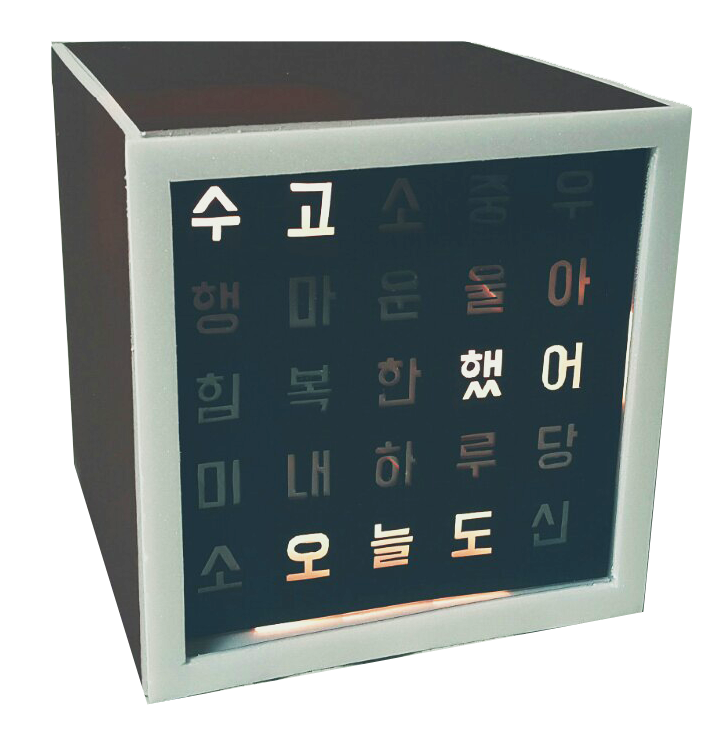 수 고 소 중 우
행 마 운 을 아
힘 복 한 했 어
미 내 하 루 당
소 오 늘 도 신